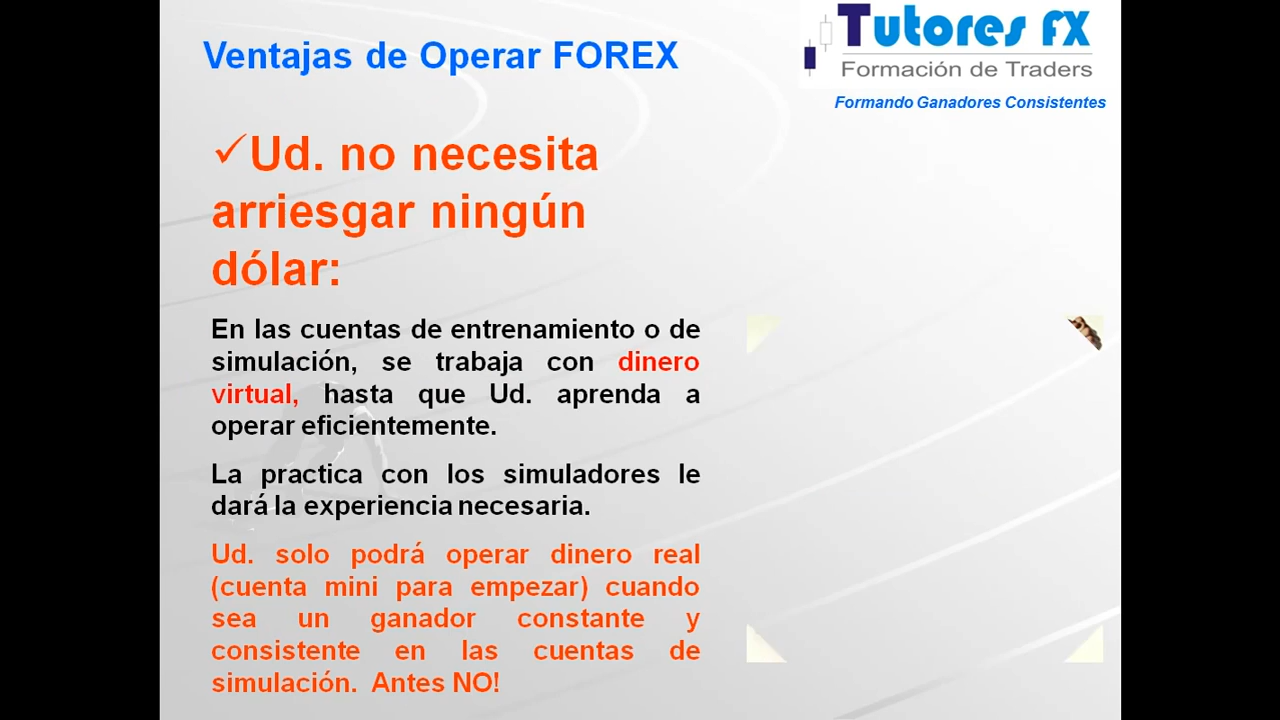 Ventajas de Operar FOREX
Tutores FX
Formación de Traders
Formando Ganadores Consistentes
✓Ud. no necesita
arriesgar ningún
dólar:
En las cuentas de entrenamiento o de
simulación, se trabaja con dinero
virtual, hasta que Ud. aprenda a
operar eficientemente.
La practica con los simuladores le
dará la experiencia necesaria.
Ud. solo podrá operar dinero real
(cuenta mini para empezar) cuando
sea un ganador constante y
consistente en las cuentas de
simulación. Antes NO!